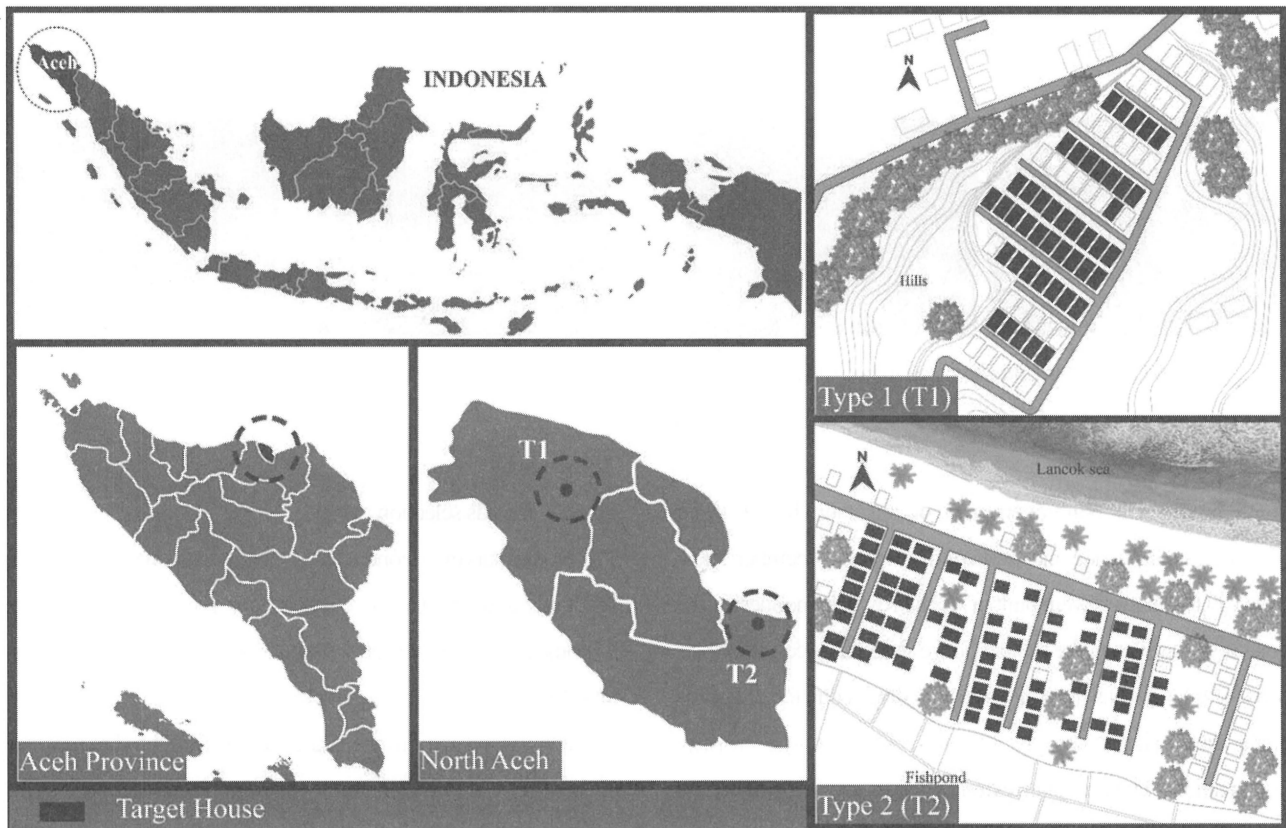 Aceh
INDONESIA
N
Hills
Type 1 (T1)
Aceh Province
T1
T2
North Aceh
N
Lancok sea
Fishpond
Type 2 (T2)
Target House